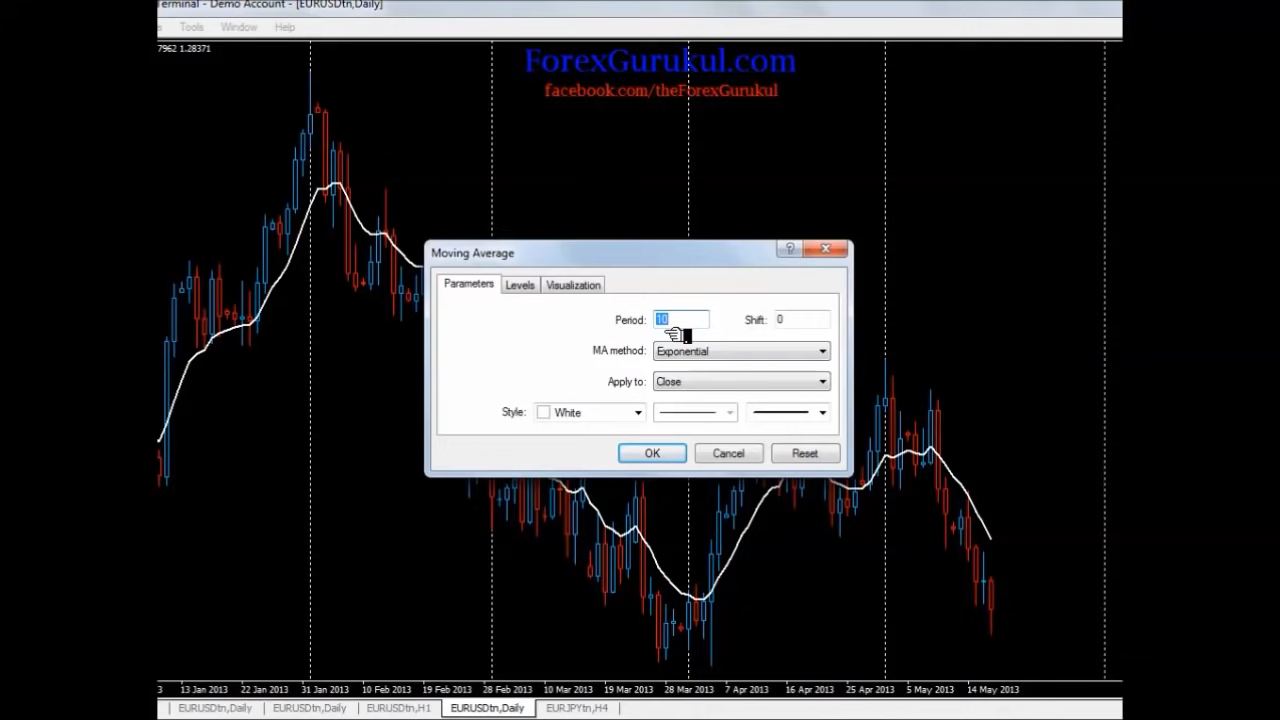 Terminal - Demo Account - [EURUSDtn,Daily]
Tools Window Help
7962 1.28371
ForexGurukul.com
facebook.com/theForexGurukul
Moving Average
Parameters Levels Visualization
Period: 10 Shift: 0
MA method: Exponential
Apply to: Close
Style: White
OK Cancel Reset
3 13 Jan 2013 22 Jan 2013 31 Jan 2013 10 Feb 2013 19 Feb 2013 28 Feb 2013 10 Mar 2013 19 Mar 2013 28 Mar 2013 7 Apr 2013 16 Apr 2013 25 Apr 2013 5 May 2013 14 May 2013
EURUSDtn,Daily EURUSDtn,Daily EURUSDtn,H1 EURUSDtn,Daily EURJPYtn,H4